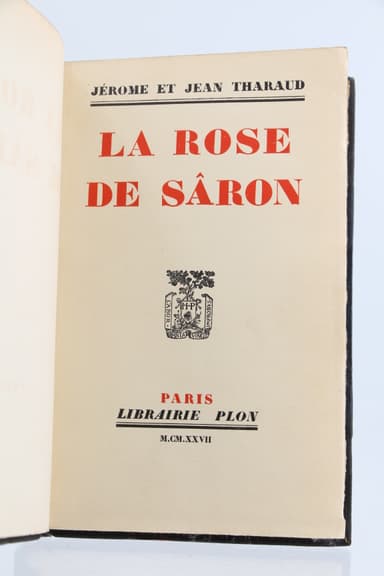 JÉROME ET JEAN THARAUD
LA ROSE
DE SÂRON
PARIS
LIBRAIRIE PLON
M.CM.XXVII